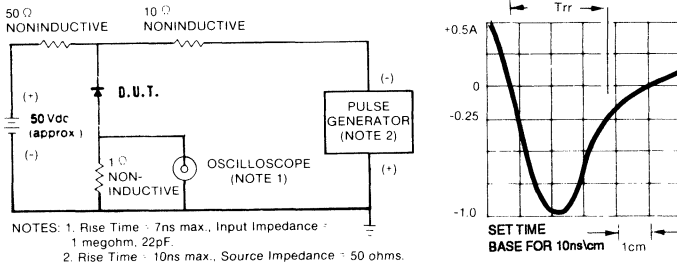 50 Ω
NONINDUCTIVE
10 Ω
NONINDUCTIVE
(+)
50 Vdc
(approx)
(-)
D.U.T.
1 Ω
NON-
INDUCTIVE
OSCILLOSCOPE
(NOTE 1)
(-)
PULSE
GENERATOR
(NOTE 2)
(+)
NOTES: 1. Rise Time = 7ns max., Input Impedance =
1 megohm, 22pF.
2. Rise Time = 10ns max., Source Impedance = 50 ohms.
Trr
+0.5A
0
-0.25
-1.0
SET TIME
BASE FOR 10ns\cm
1cm